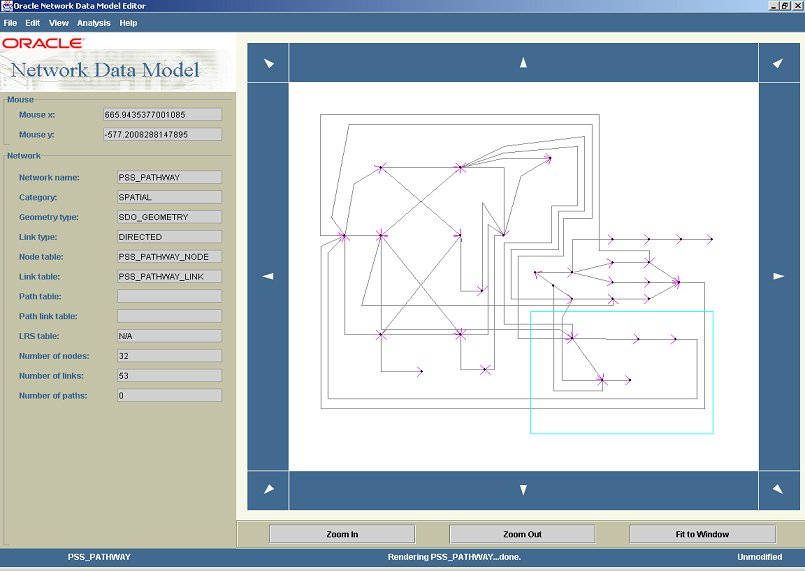 Oracle Network Data Model Editor
File Edit View Analysis Help
ORACLE
Network Data Model
Mouse
Mouse x: 665.9435377001085
Mouse y: -577.2008288147895
Network
Network name: PSS_PATHWAY
Category: SPATIAL
Geometry type: SDO_GEOMETRY
Link type: DIRECTED
Node table: PSS_PATHWAY_NODE
Link table: PSS_PATHWAY_LINK
Path table:
Path link table:
LRS table: N/A
Number of nodes: 32
Number of links: 53
Number of paths: 0
Zoom In Zoom Out Fit to Window
PSS_PATHWAY Rendering PSS_PATHWAY...done. Unmodified